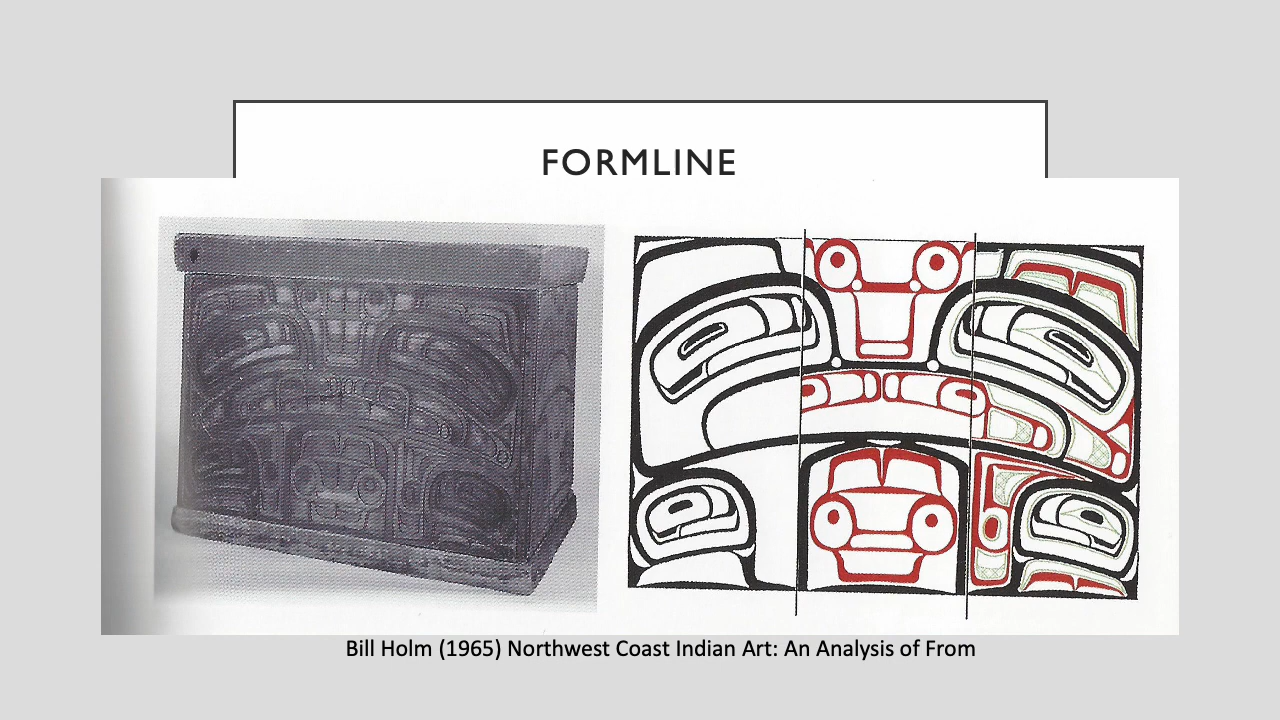 FORMLINE
Bill Holm (1965) Northwest Coast Indian Art: An Analysis of From